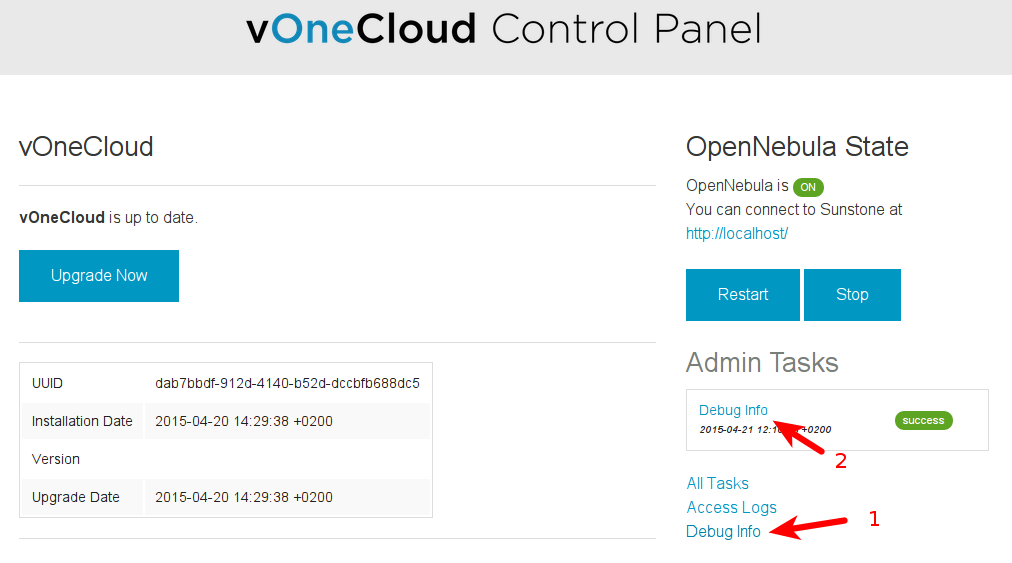 vOneCloud Control Panel
vOneCloud
vOneCloud is up to date.
Upgrade Now
UUID dab7bbdf-912d-4140-b52d-dccbfb688dc5
Installation Date 2015-04-20 14:29:38 +0200
Version
Upgrade Date 2015-04-20 14:29:38 +0200
OpenNebula State
OpenNebula is ON
You can connect to Sunstone at
http://localhost/
Restart Stop
Admin Tasks
Debug Info
2015-04-21 +0200
success
2
All Tasks
Access Logs
Debug Info
1